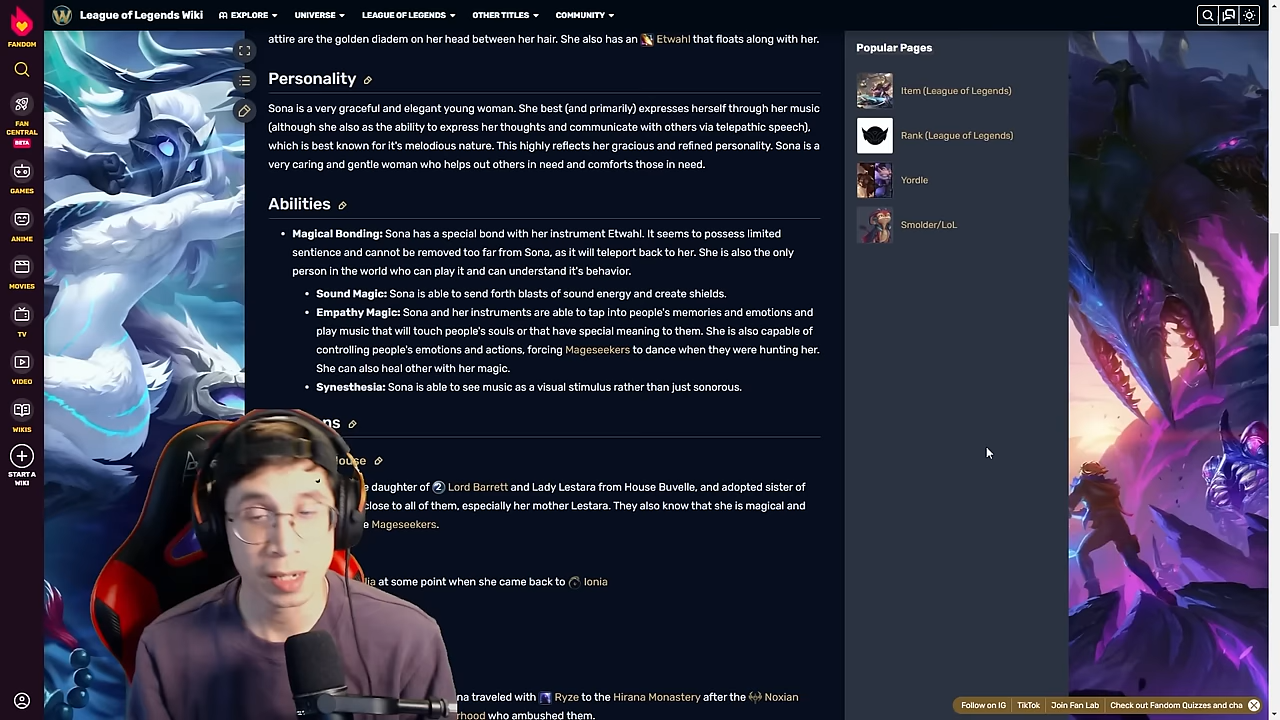 FANDOM
FAN CENTRAL
BETA
GAMES
ANIME
MOVIES
TV
VIDEO
WIKIS
START A WIKI
League of Legends Wiki
EXPLORE
UNIVERSE
LEAGUE OF LEGENDS
OTHER TITLES
COMMUNITY
attire are the golden diadem on her head between her hair. She also has an Etwahl that floats along with her.
Personality
Sona is a very graceful and elegant young woman. She best (and primarily) expresses herself through her music
(although she also as the ability to express her thoughts and communicate with others via telepathic speech),
which is best known for it's melodious nature. This highly reflects her gracious and refined personality. Sona is a
very caring and gentle woman who helps out others in need and comforts those in need.
Abilities
• Magical Bonding: Sona has a special bond with her instrument Etwahl. It seems to possess limited
sentience and cannot be removed too far from Sona, as it will teleport back to her. She is also the only
person in the world who can play it and can understand it's behavior.
• Sound Magic: Sona is able to send forth blasts of sound energy and create shields.
• Empathy Magic: Sona and her instruments are able to tap into people's memories and emotions and
play music that will touch people's souls or that have special meaning to them. She is also capable of
controlling people's emotions and actions, forcing Mageseekers to dance when they were hunting her.
She can also heal other with her magic.
• Synesthesia: Sona is able to see music as a visual stimulus rather than just sonorous.
daughter of Lord Barrett and Lady Lestara from House Buvelle, and adopted sister of
close to all of them, especially her mother Lestara. They also know that she is magical and
Mageseekers.
at some point when she came back to Ionia
traveled with Ryze to the Hirana Monastery after the Noxian
who ambushed them.
Popular Pages
Item (League of Legends)
Rank (League of Legends)
Yordle
Smolder/LoL
Follow on IG
TikTok
Join Fan Lab
Check out Fandom Quizzes and cha